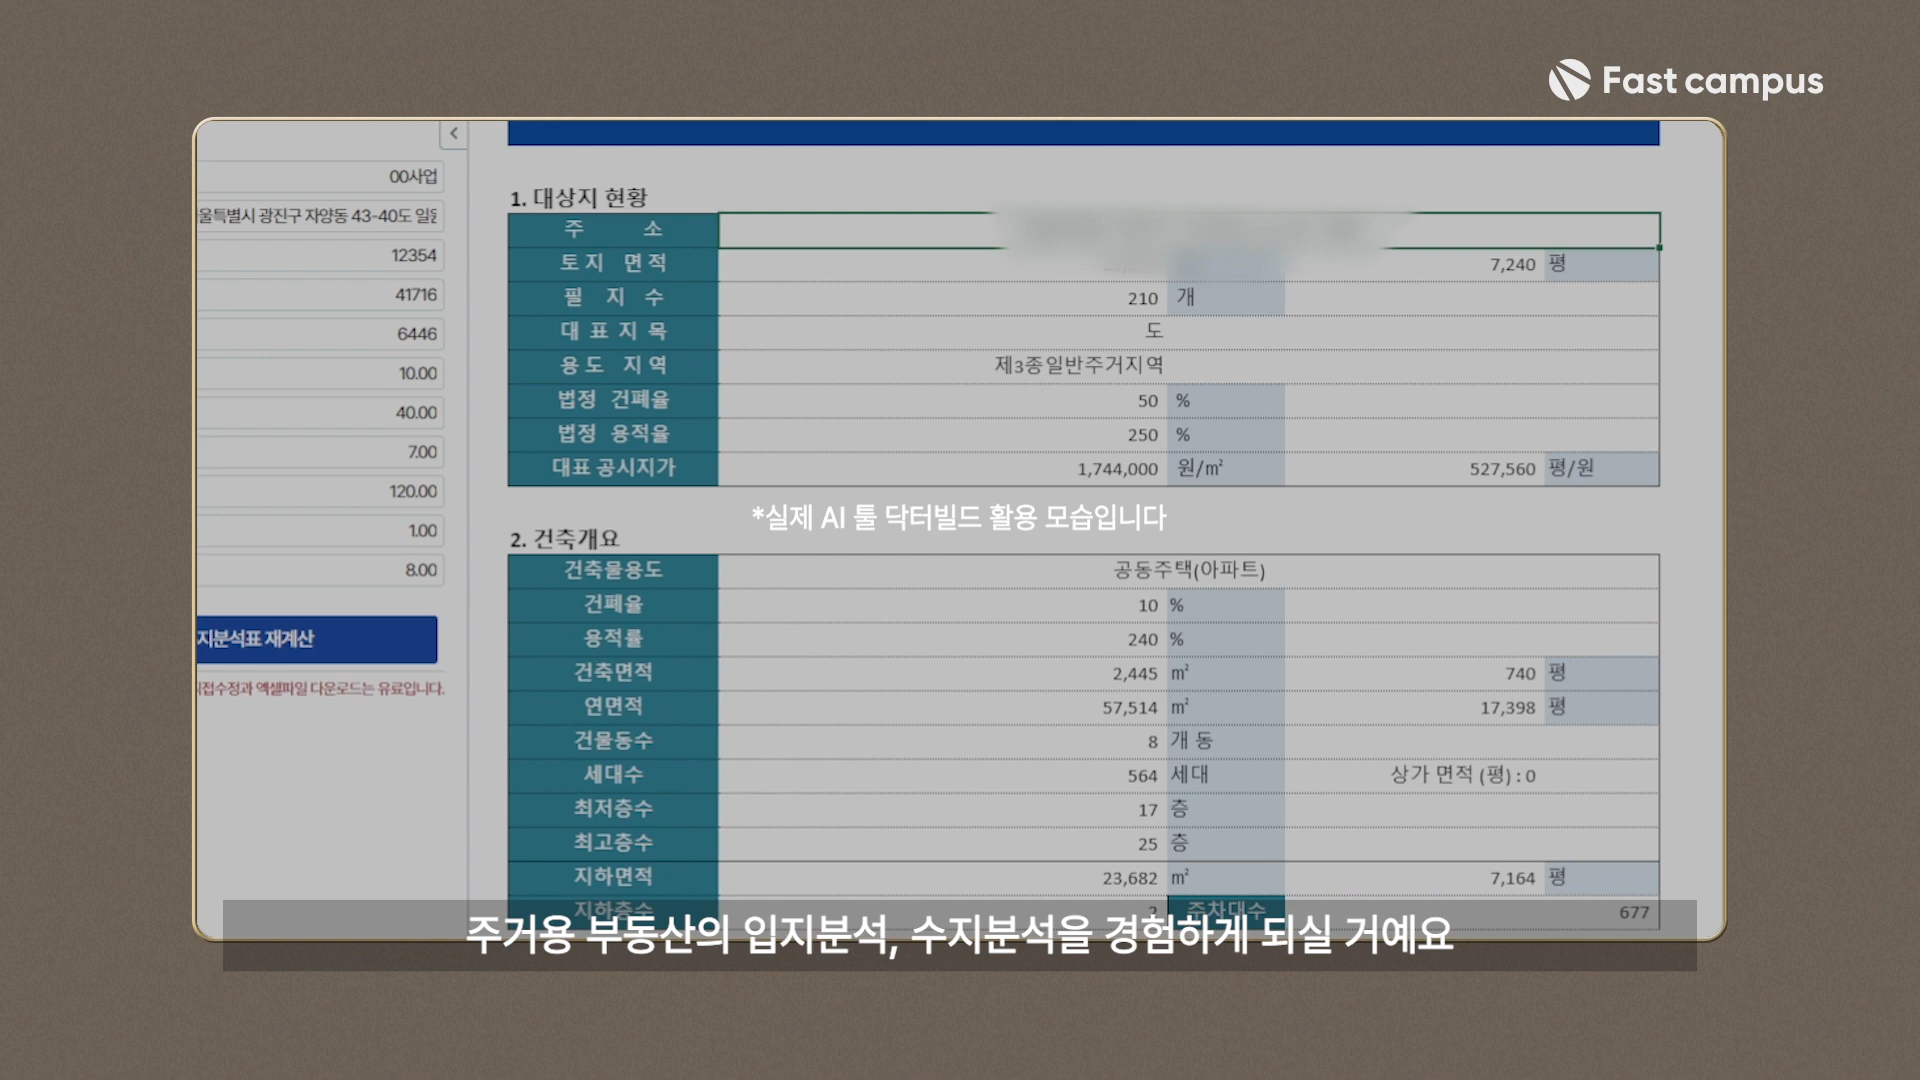 Fast campus
<
00사업
울특별시 광진구 자양동 43-40도 일원
12354
41716
6446
10.00
40.00
7.00
120.00
1.00
8.00
지분석표 재계산
접수정과 엑셀파일 다운로드는 유료입니다.
1. 대상지 현황
주 소
토지 면적 7,240 평
필 지 수 210 개
대 표 지 목 도
용도 지역 제3종일반주거지역
법정 건폐율 50 %
법정 용적율 250 %
대표 공시지가 1,744,000 원/㎡ 527,560 평/원
*실제 AI 툴 닥터빌드 활용 모습입니다
2. 건축개요
건축물용도 공동주택(아파트)
건폐율 10 %
용적률 240 %
건축면적 2,445 ㎡ 740 평
연면적 57,514 ㎡ 17,398 평
건물동수 8 개 동
세대수 564 세대 상가 면적 (평) : 0
최저층수 17 층
최고층수 25 층
지하면적 23,682 ㎡ 7,164 평
지하층수 2 주차대수 677
주거용 부동산의 입지분석, 수지분석을 경험하게 되실 거예요